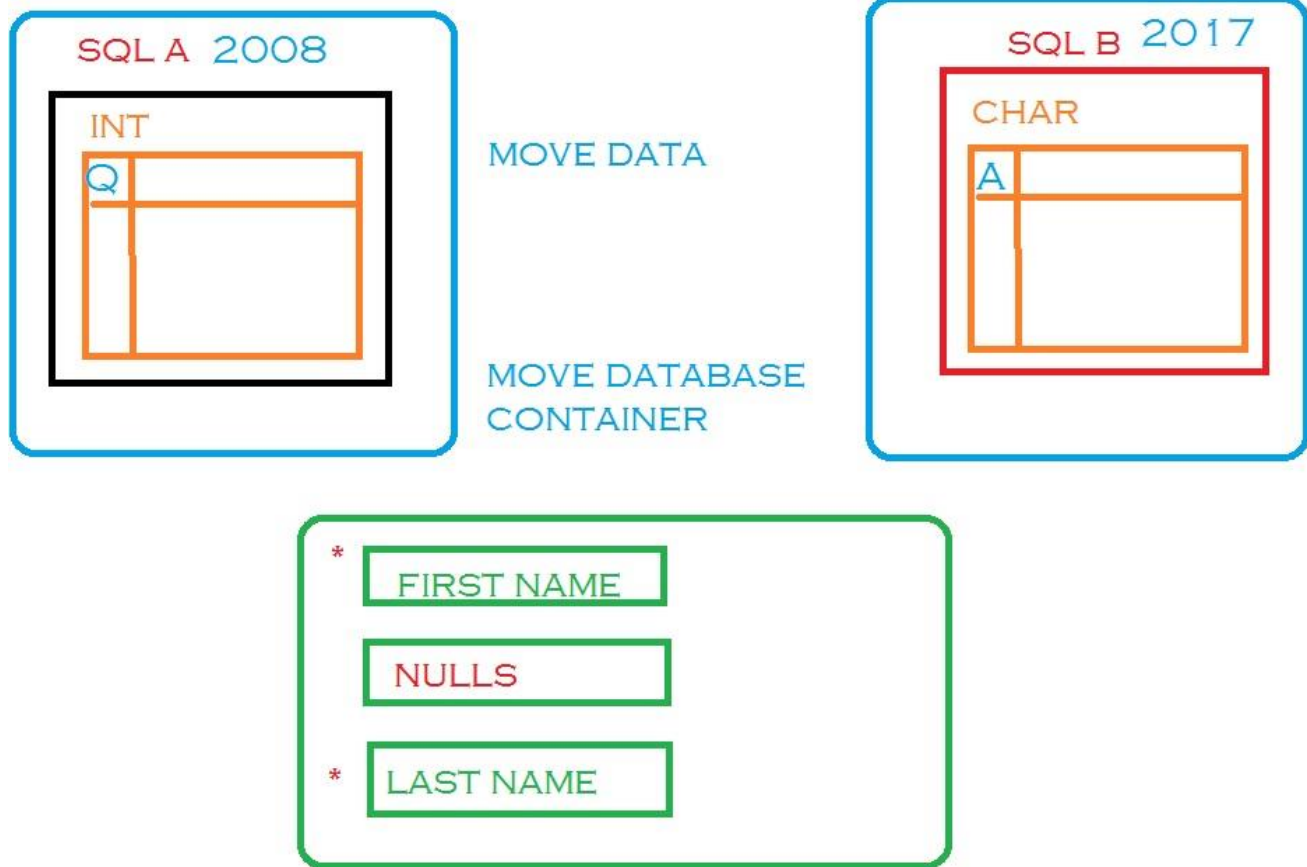 SQL A 2008
INT
Q
MOVE DATA
MOVE DATABASE
CONTAINER
SQL B 2017
CHAR
A
* FIRST NAME
NULLS
* LAST NAME